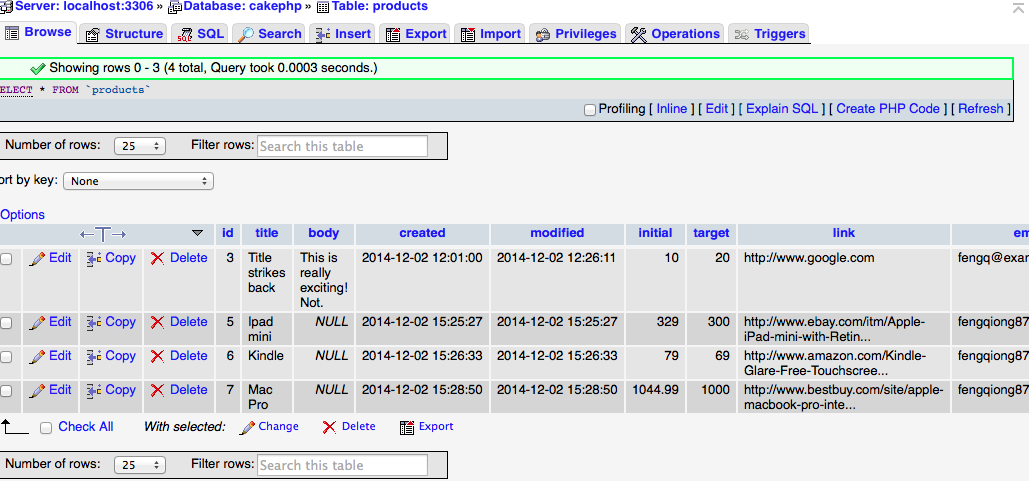 Server: localhost:3306 » Database: cakephp » Table: products
Browse Structure SQL Search Insert Export Import Privileges Operations Triggers
Showing rows 0 - 3 (4 total, Query took 0.0003 seconds.)
ELECT * FROM `products`
Profiling [ Inline ] [ Edit ] [ Explain SQL ] [ Create PHP Code ] [ Refresh ]
Number of rows: 25 Filter rows: Search this table
ort by key: None
Options
←T→ id title body created modified initial target link em
Edit Copy Delete 3 Title This is 2014-12-02 12:01:00 2014-12-02 12:26:11 10 20 http://www.google.com fengq@exar
strikes really
back exciting!
Not.
Edit Copy Delete 5 Ipad NULL 2014-12-02 15:25:27 2014-12-02 15:25:27 329 300 http://www.ebay.com/itm/Apple- fengqiong87
mini iPad-mini-with-Retin...
Edit Copy Delete 6 Kindle NULL 2014-12-02 15:26:33 2014-12-02 15:26:33 79 69 http://www.amazon.com/Kindle- fengqiong87
Glare-Free-Touchscree...
Edit Copy Delete 7 Mac NULL 2014-12-02 15:28:50 2014-12-02 15:28:50 1044.99 1000 http://www.bestbuy.com/site/apple- fengqiong87
Pro macbook-pro-inte...
Check All With selected: Change Delete Export
Number of rows: 25 Filter rows: Search this table